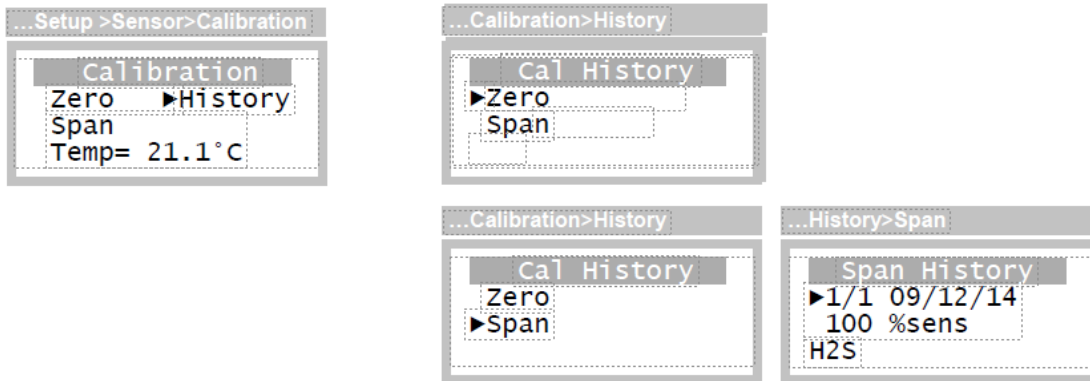 ...Setup >Sensor>Calibration
Calibration
Zero ►History
Span
Temp= 21.1°C
...Calibration>History
Cal History
►Zero
Span
...Calibration>History
Cal History
Zero
►Span
...History>Span
Span History
►1/1 09/12/14
100 %sens
H2S